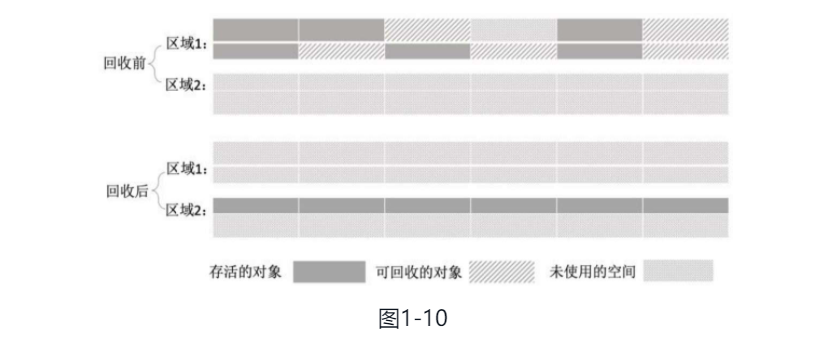 回收前
区域1：
区域2：
回收后
区域1：
区域2：
存活的对象 可回收的对象 未使用的空间
图1-10